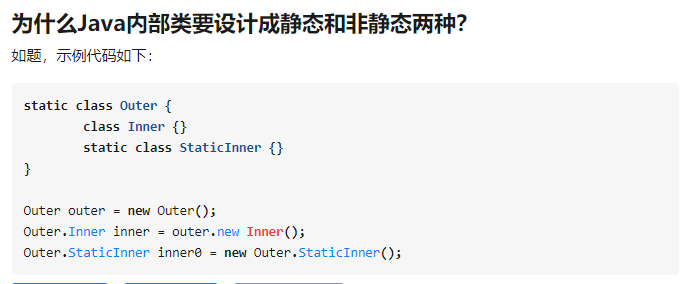 为什么Java内部类要设计成静态和非静态两种?
如题，示例代码如下：
static class Outer {
class Inner {}
static class StaticInner {}
}
Outer outer = new Outer();
Outer.Inner inner = outer.new Inner();
Outer.StaticInner inner0 = new Outer.StaticInner();